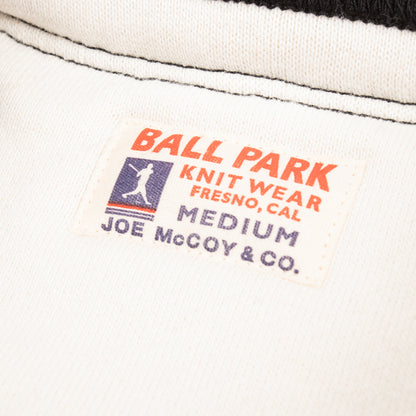 BALL PARK
KNIT WEAR
FRESNO, CAL
MEDIUM
JOE McCOY & CO.